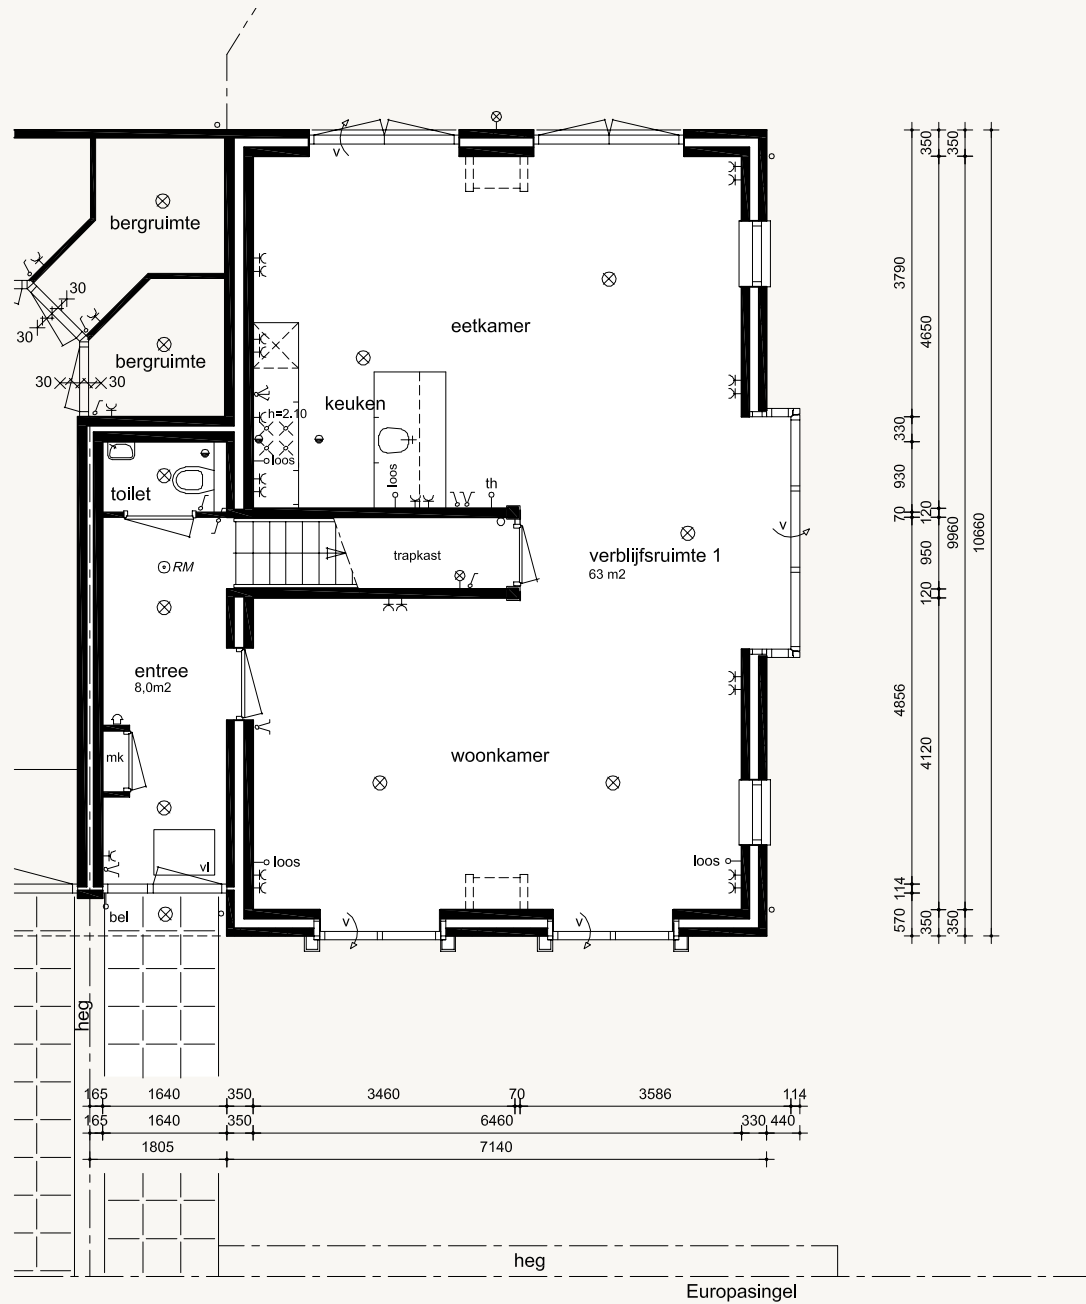 v
bergruimte
30
30
bergruimte
30
30
eetkamer
keuken
h=2.10
loos
loos
th
toilet
RM
trapkast
verblijfsruimte 1
63 m2
v
entree
8,0m2
mk
woonkamer
vl
loos
loos
bel
v
v
heg
350
350
3790
4650
330
930
70
120
9960
10660
950
120
4856
4120
114
570
350
350
165
1640
350
3460
70
3586
114
165
1640
350
6460
330
440
1805
7140
heg
Europasingel